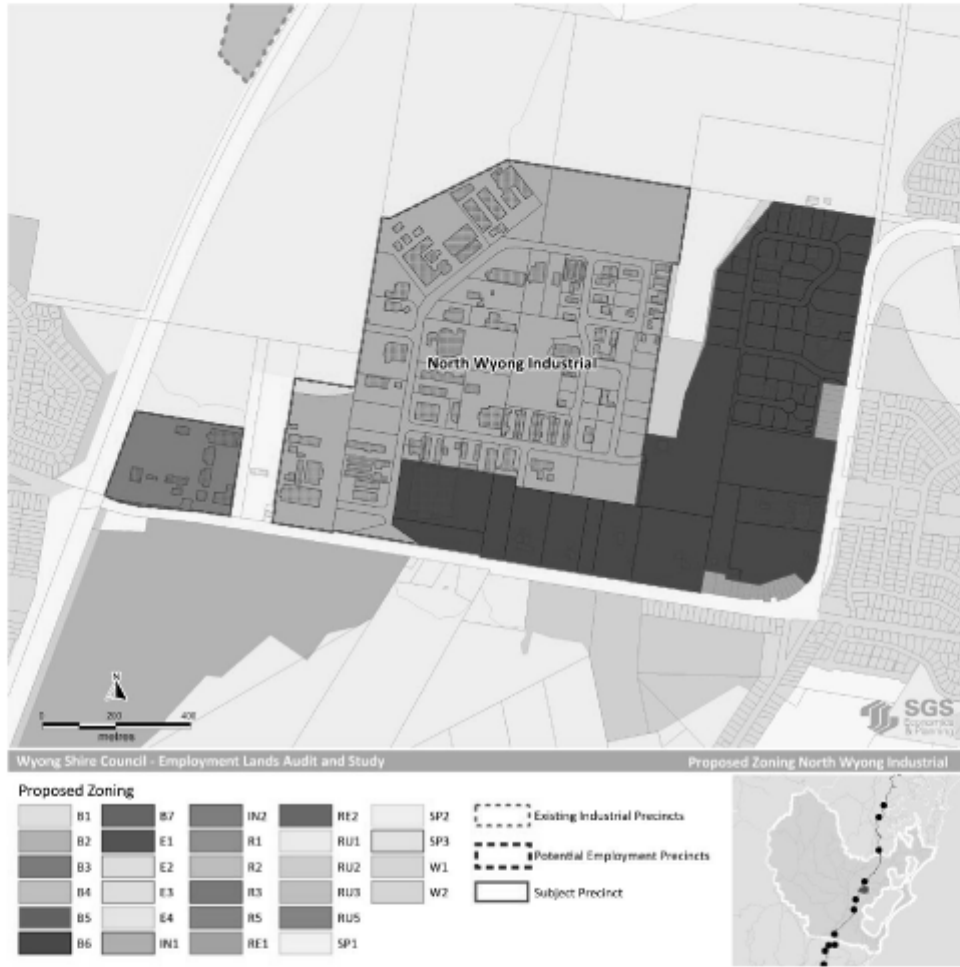 North Wyong Industrial
N
0 200 400
metres
SGS
Economics
& Planning
Wyong Shire Council - Employment Lands Audit and Study
Proposed Zoning North Wyong Industrial
Proposed Zoning
B1 B7 IN2 RE2 SP2
B2 E1 R1 RU1 SP3
B3 E2 R2 RU2 W1
B4 E3 R3 RU3 W2
B5 E4 R5 RU5
B6 IN1 RE1 SP1
Existing Industrial Precincts
Potential Employment Precincts
Subject Precinct